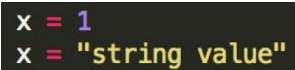 x = 1
x = "string value"